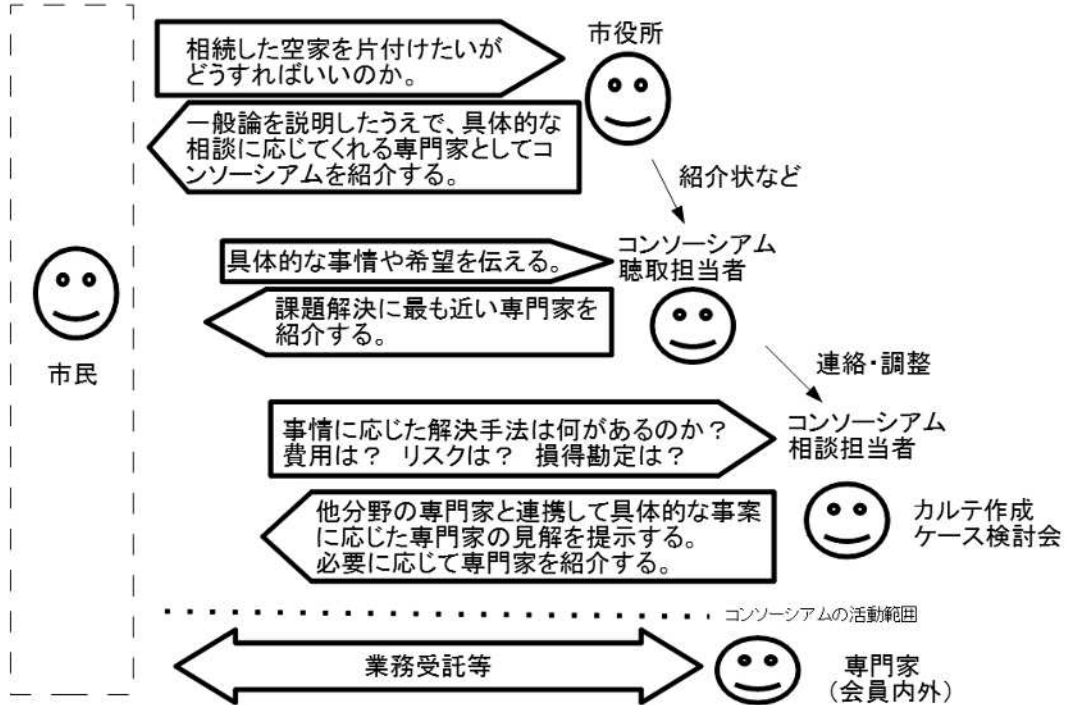 市役所
相続した空家を片付けたいが
どうすればいいのか。
一般論を説明したうえで、具体的な
相談に応じてくれる専門家としてコ
ンソーシアムを紹介する。
紹介状など
コンソーシアム
聴取担当者
具体的な事情や希望を伝える。
課題解決に最も近い専門家を
紹介する。
市民
連絡・調整
コンソーシアム
相談担当者
事情に応じた解決手法は何があるのか?
費用は? リスクは? 損得勘定は?
他分野の専門家と連携して具体的な事案
に応じた専門家の見解を提示する。
必要に応じて専門家を紹介する。
カルテ作成
ケース検討会
コンソーシアムの活動範囲
業務受託等
専門家
(会員内外)